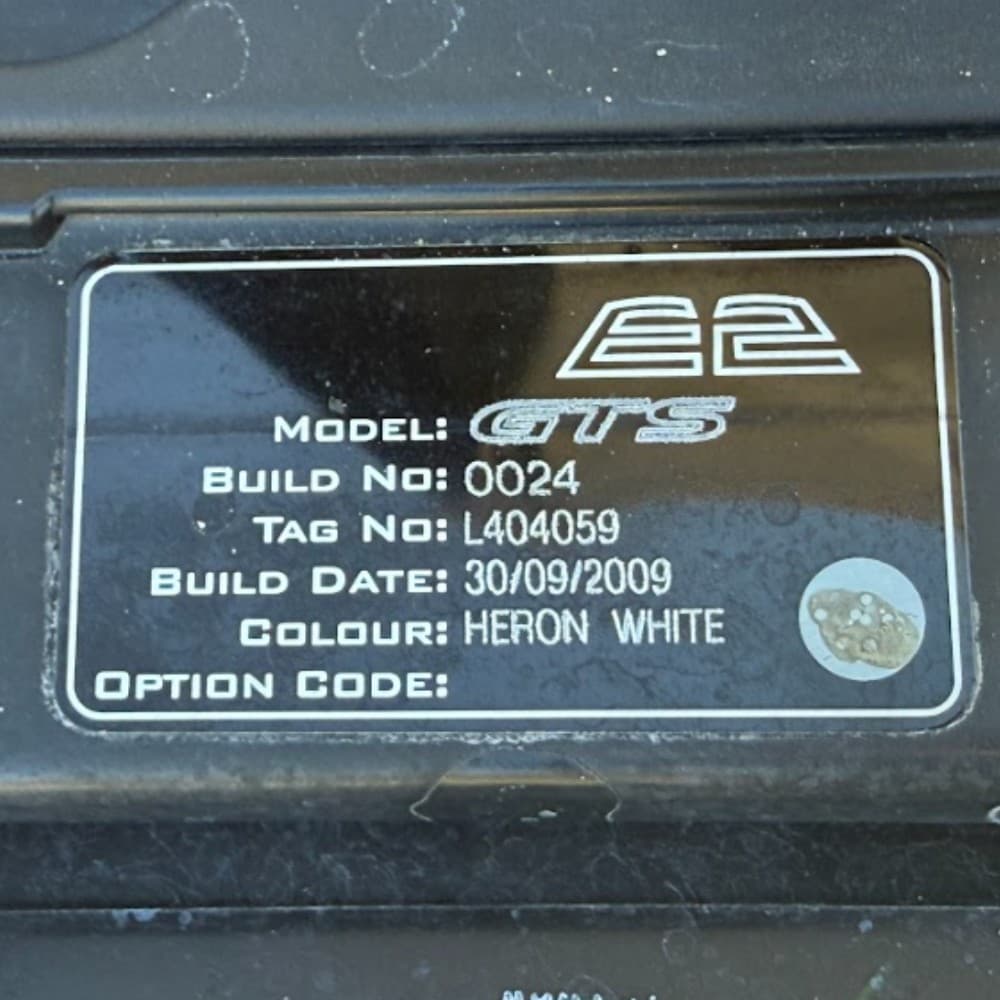 E2
MODEL: GTS
BUILD NO: 0024
TAG NO: L404059
BUILD DATE: 30/09/2009
COLOUR: HERON WHITE
OPTION CODE: